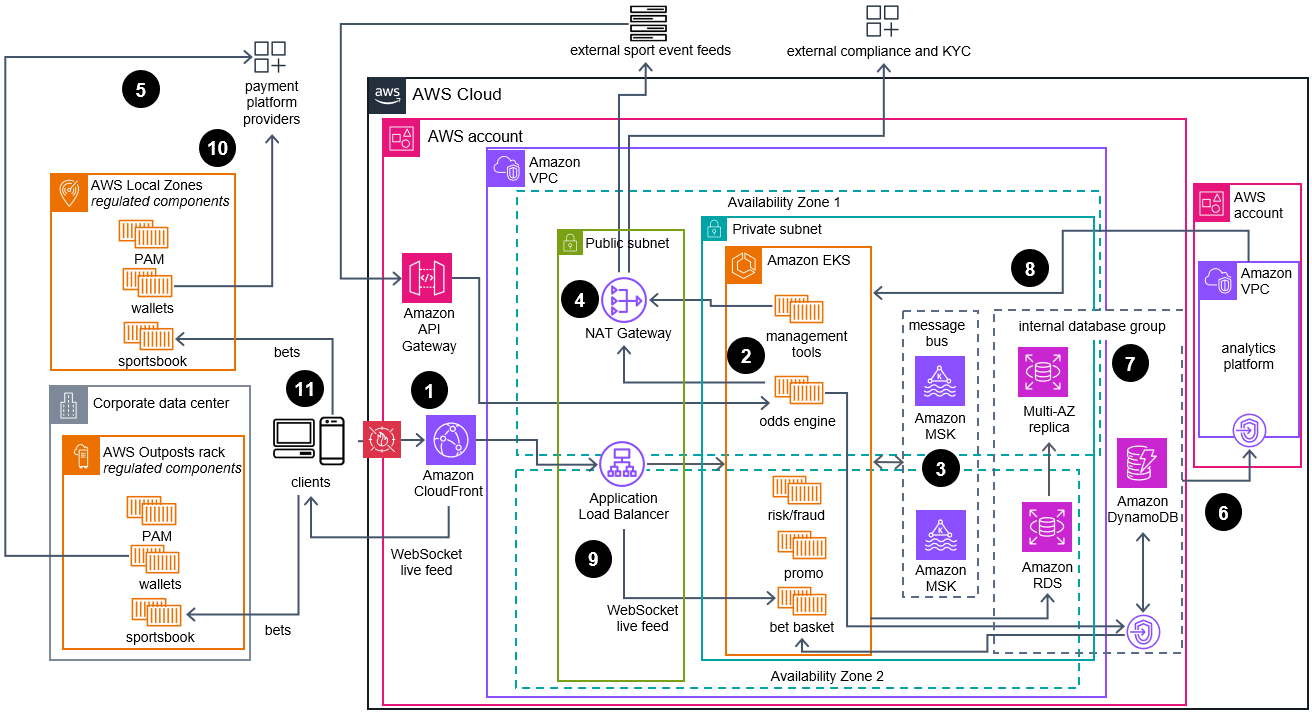 external sport event feeds
external compliance and KYC
5
payment
platform
providers
aws
AWS Cloud
10
AWS account
Amazon
VPC
AWS Local Zones
regulated components
PAM
wallets
sportsbook
Availability Zone 1
AWS
account
Public subnet
Private subnet
Amazon EKS
8
Amazon
VPC
4
NAT Gateway
Amazon
API
Gateway
management
tools
message
bus
internal database group
2
7
analytics
platform
bets
11
1
odds engine
Amazon
MSK
Multi-AZ
replica
Corporate data center
AWS Outposts rack
regulated components
clients
Amazon
CloudFront
3
Application
Load Balancer
risk/fraud
Amazon
DynamoDB
6
PAM
wallets
sportsbook
WebSocket
live feed
9
promo
Amazon
MSK
Amazon
RDS
WebSocket
live feed
bet basket
bets
Availability Zone 2